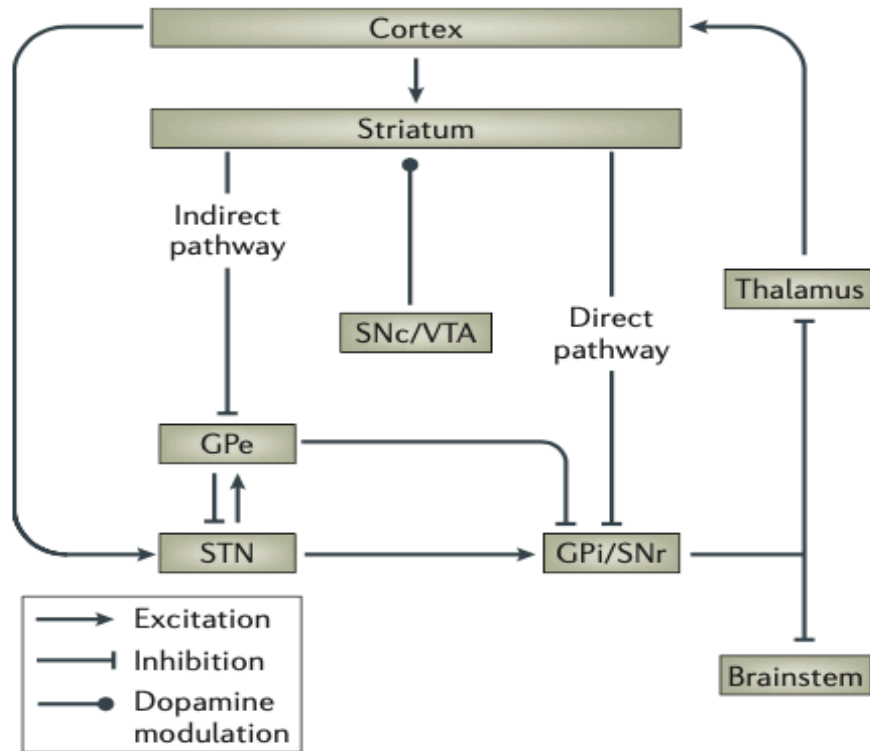 Cortex
Striatum
Indirect
pathway
SNc/VTA
Direct
pathway
Thalamus
GPe
STN
GPi/SNr
Brainstem
Excitation
Inhibition
Dopamine
modulation